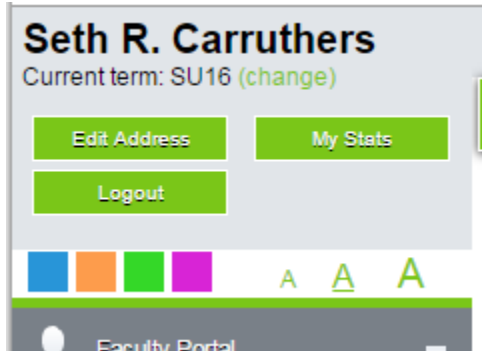 Seth R. Carruthers
Current term: SU16 (change)
Edit Address My Stats
Logout
A A A
Faculty Portal